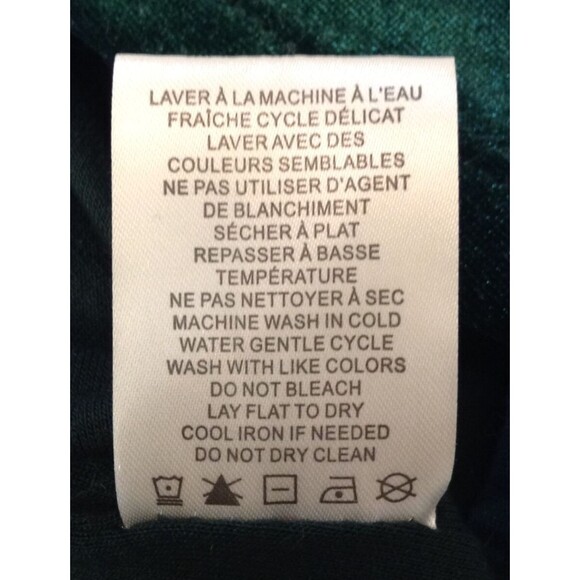 LAVER À LA MACHINE À L'EAU
FRAÎCHE CYCLE DÉLICAT
LAVER AVEC DES
COULEURS SEMBLABLES
NE PAS UTILISER D'AGENT
DE BLANCHIMENT
SÉCHER À PLAT
REPASSER À BASSE
TEMPÉRATURE
NE PAS NETTOYER À SEC
MACHINE WASH IN COLD
WATER GENTLE CYCLE
WASH WITH LIKE COLORS
DO NOT BLEACH
LAY FLAT TO DRY
COOL IRON IF NEEDED
DO NOT DRY CLEAN